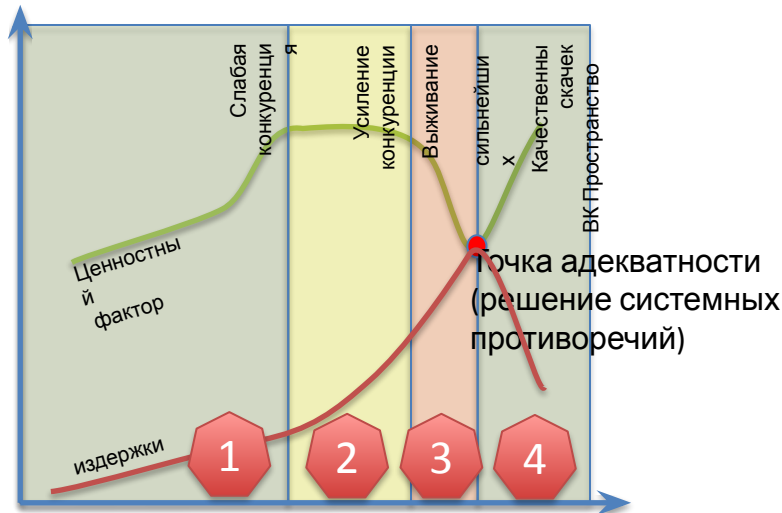 Слабая
конкуренци
я
Усиление
конкуренции
Выживание
сильнейши
х
Качественны
скачек
ВК Пространство
Ценностны
й
фактор
Точка адекватности
(решение системных
противоречий)
издержки
1
2
3
4